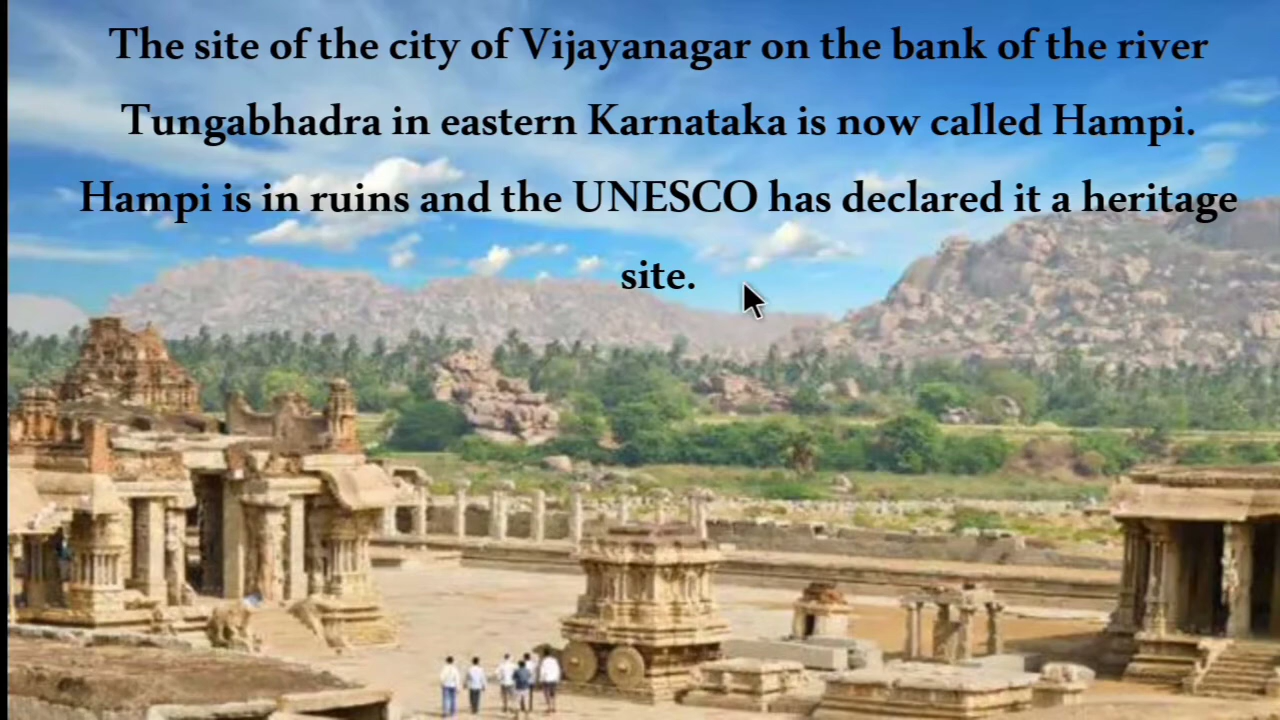 The site of the city of Vijayanagar on the bank of the river
Tungabhadra in eastern Karnataka is now called Hampi.
Hampi is in ruins and the UNESCO has declared it a heritage
site.